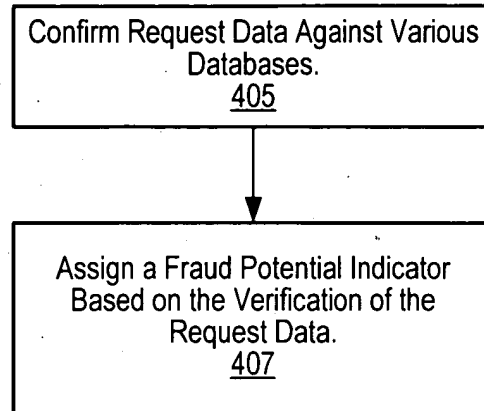 Confirm Request Data Against Various
Databases.
405
Assign a Fraud Potential Indicator
Based on the Verification of the
Request Data.
407